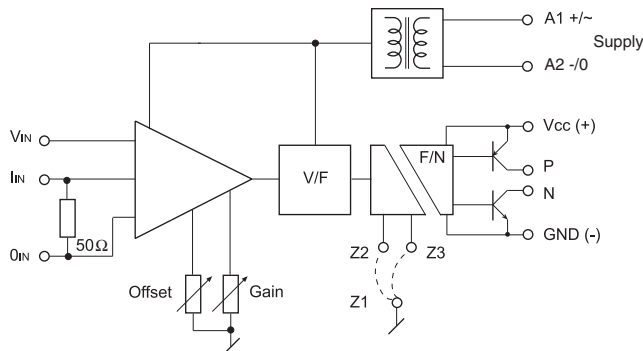 A1 +/~
Supply
A2 -/0
Vcc (+)
F/N
P
VIN
IIN
V/F
N
50Ω
0IN
GND (-)
Z2
Z3
Offset
Gain
Z1